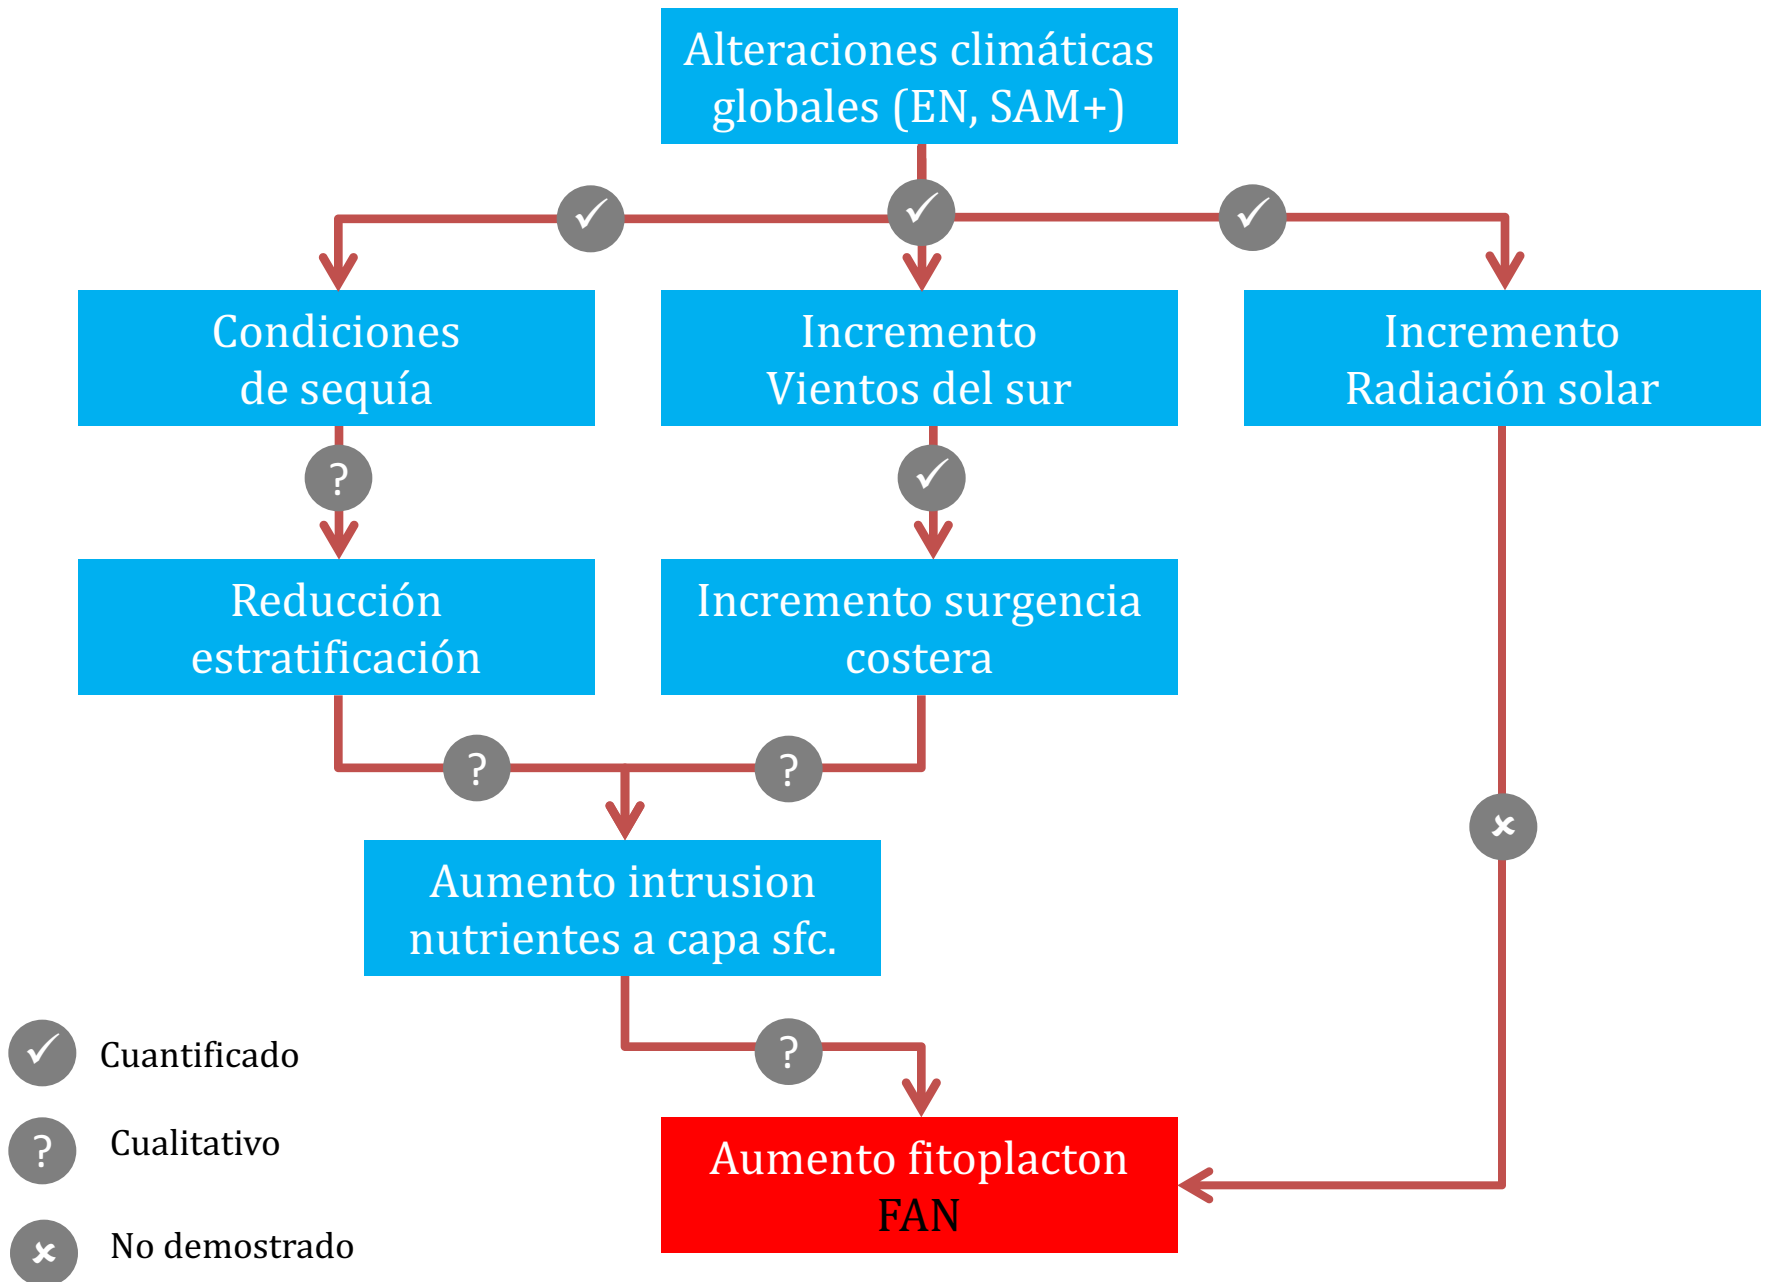 Alteraciones climáticas
globales (EN, SAM+)
✓
✓
✓
Condiciones
de sequía
Incremento
Vientos del sur
Incremento
Radiación solar
?
✓
Reducción
estratificación
Incremento surgencia
costera
?
?
✘
Aumento intrusion
nutrientes a capa sfc.
?
✓ Cuantificado
? Cualitativo
✘ No demostrado
Aumento fitoplacton
FAN